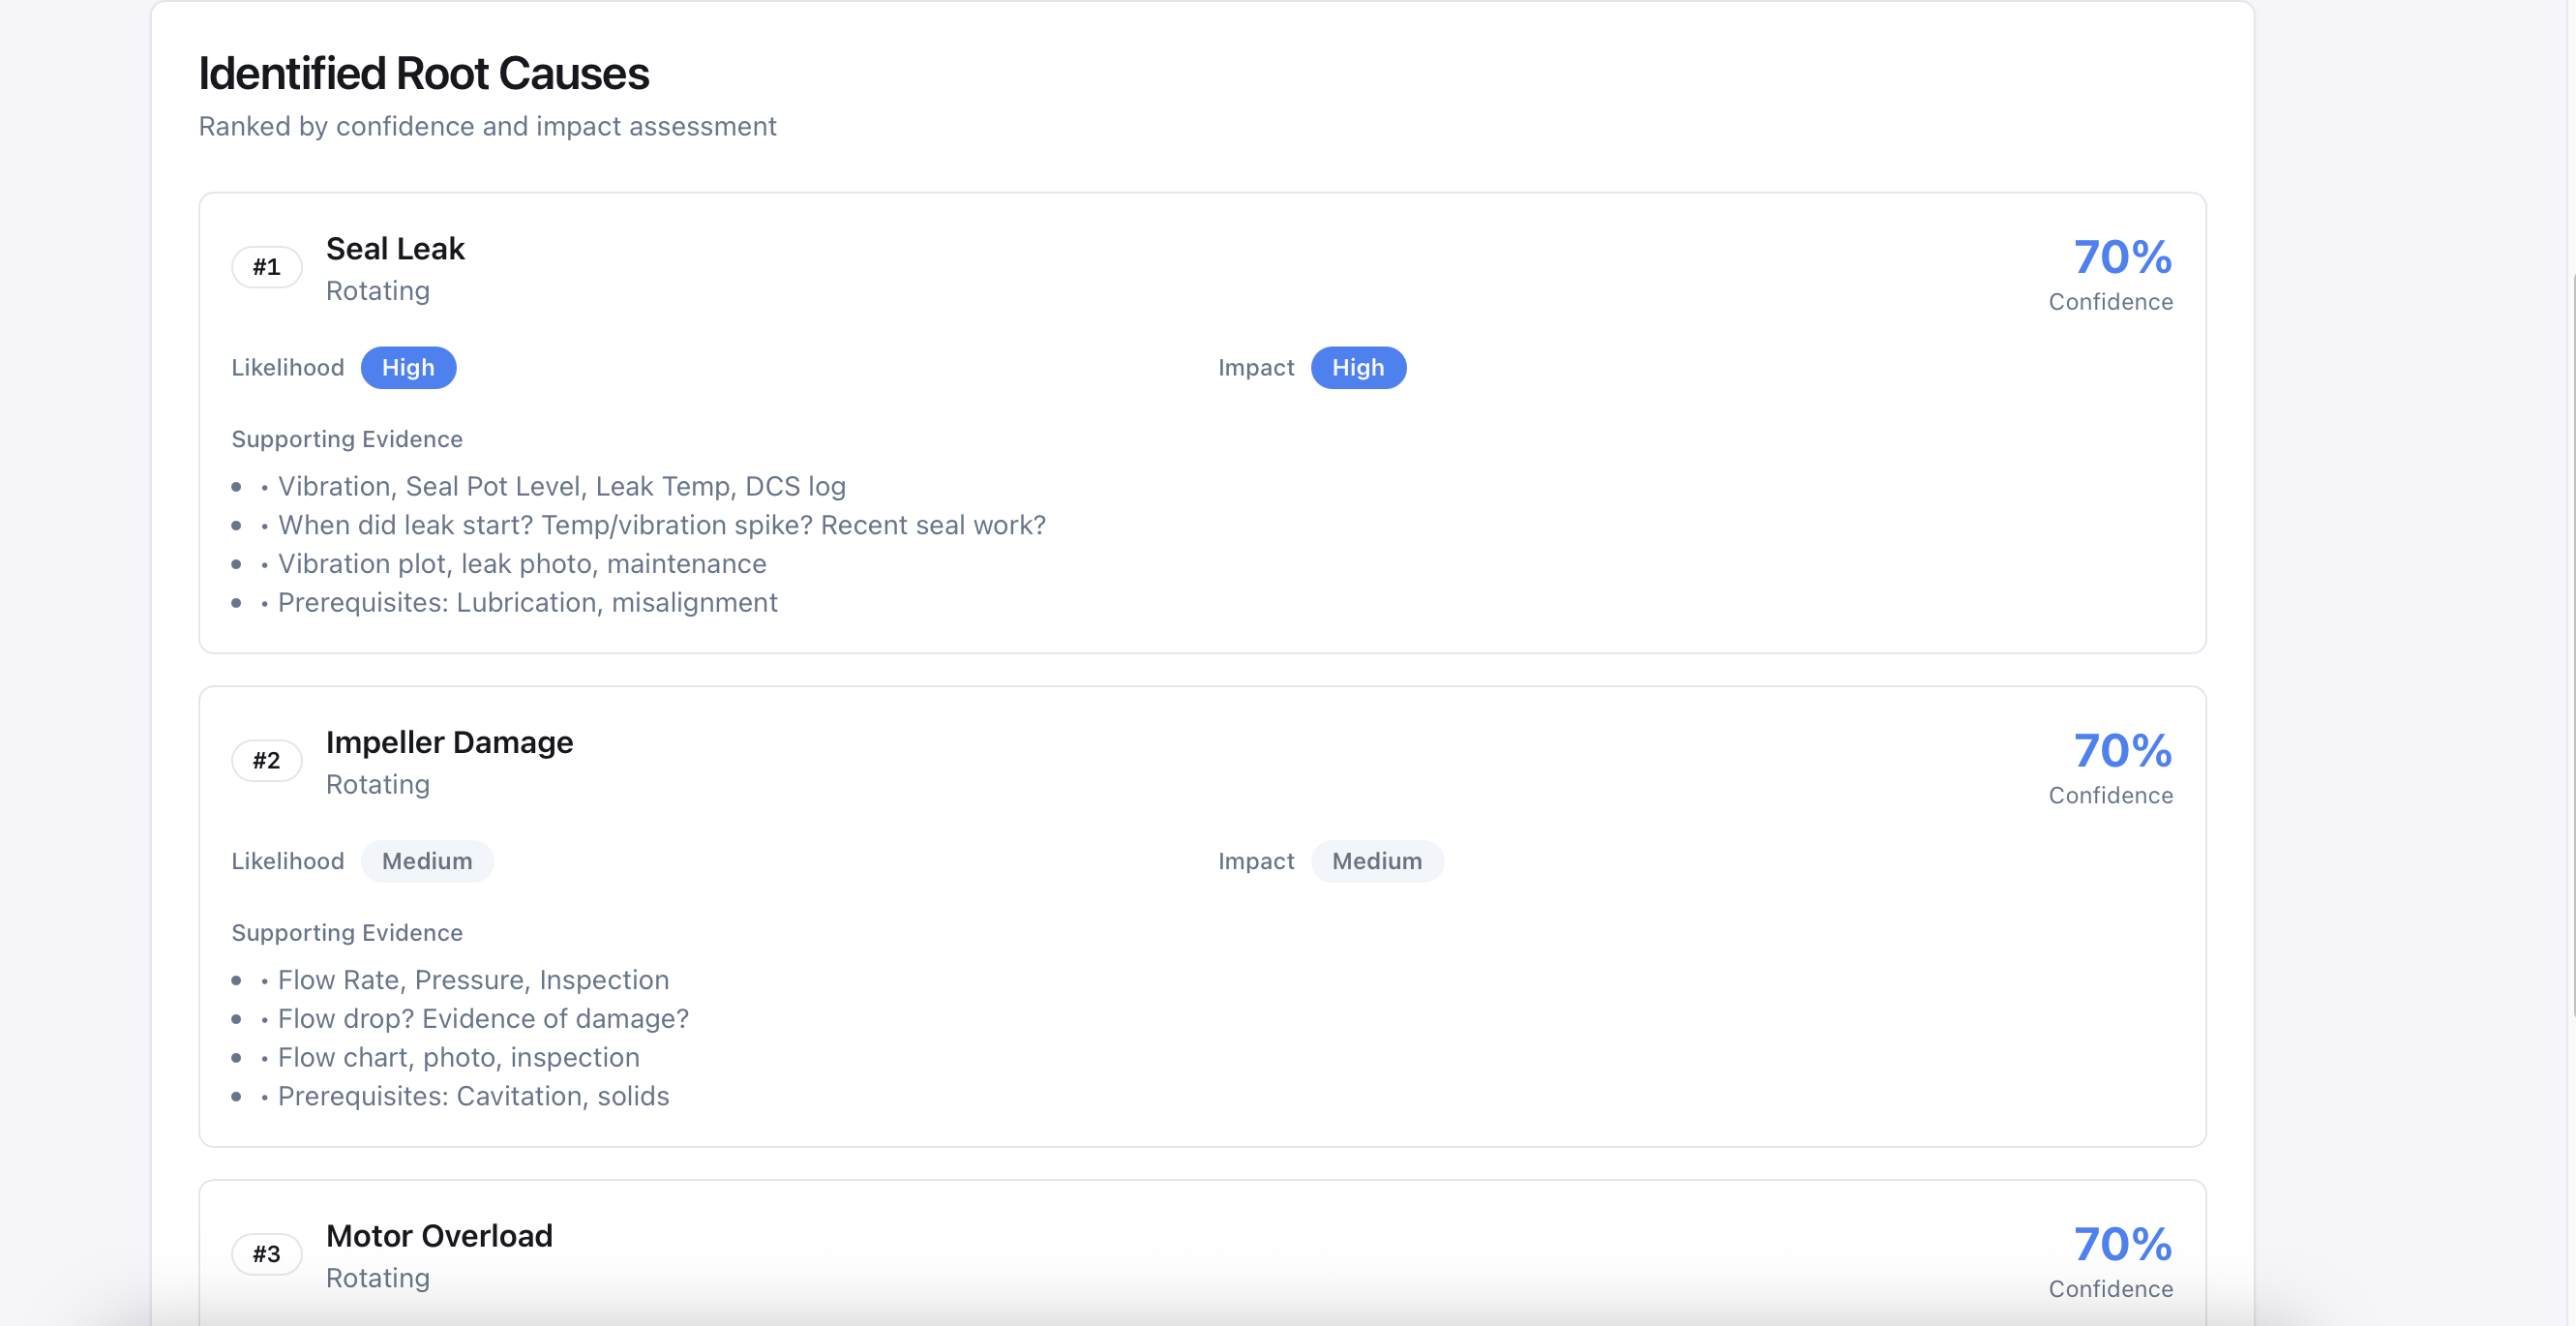 Identified Root Causes
Ranked by confidence and impact assessment
#1
Seal Leak
Rotating
70%
Confidence
Likelihood High
Impact High
Supporting Evidence
• • Vibration, Seal Pot Level, Leak Temp, DCS log
• • When did leak start? Temp/vibration spike? Recent seal work?
• • Vibration plot, leak photo, maintenance
• • Prerequisites: Lubrication, misalignment
#2
Impeller Damage
Rotating
70%
Confidence
Likelihood Medium
Impact Medium
Supporting Evidence
• • Flow Rate, Pressure, Inspection
• • Flow drop? Evidence of damage?
• • Flow chart, photo, inspection
• • Prerequisites: Cavitation, solids
#3
Motor Overload
Rotating
70%
Confidence